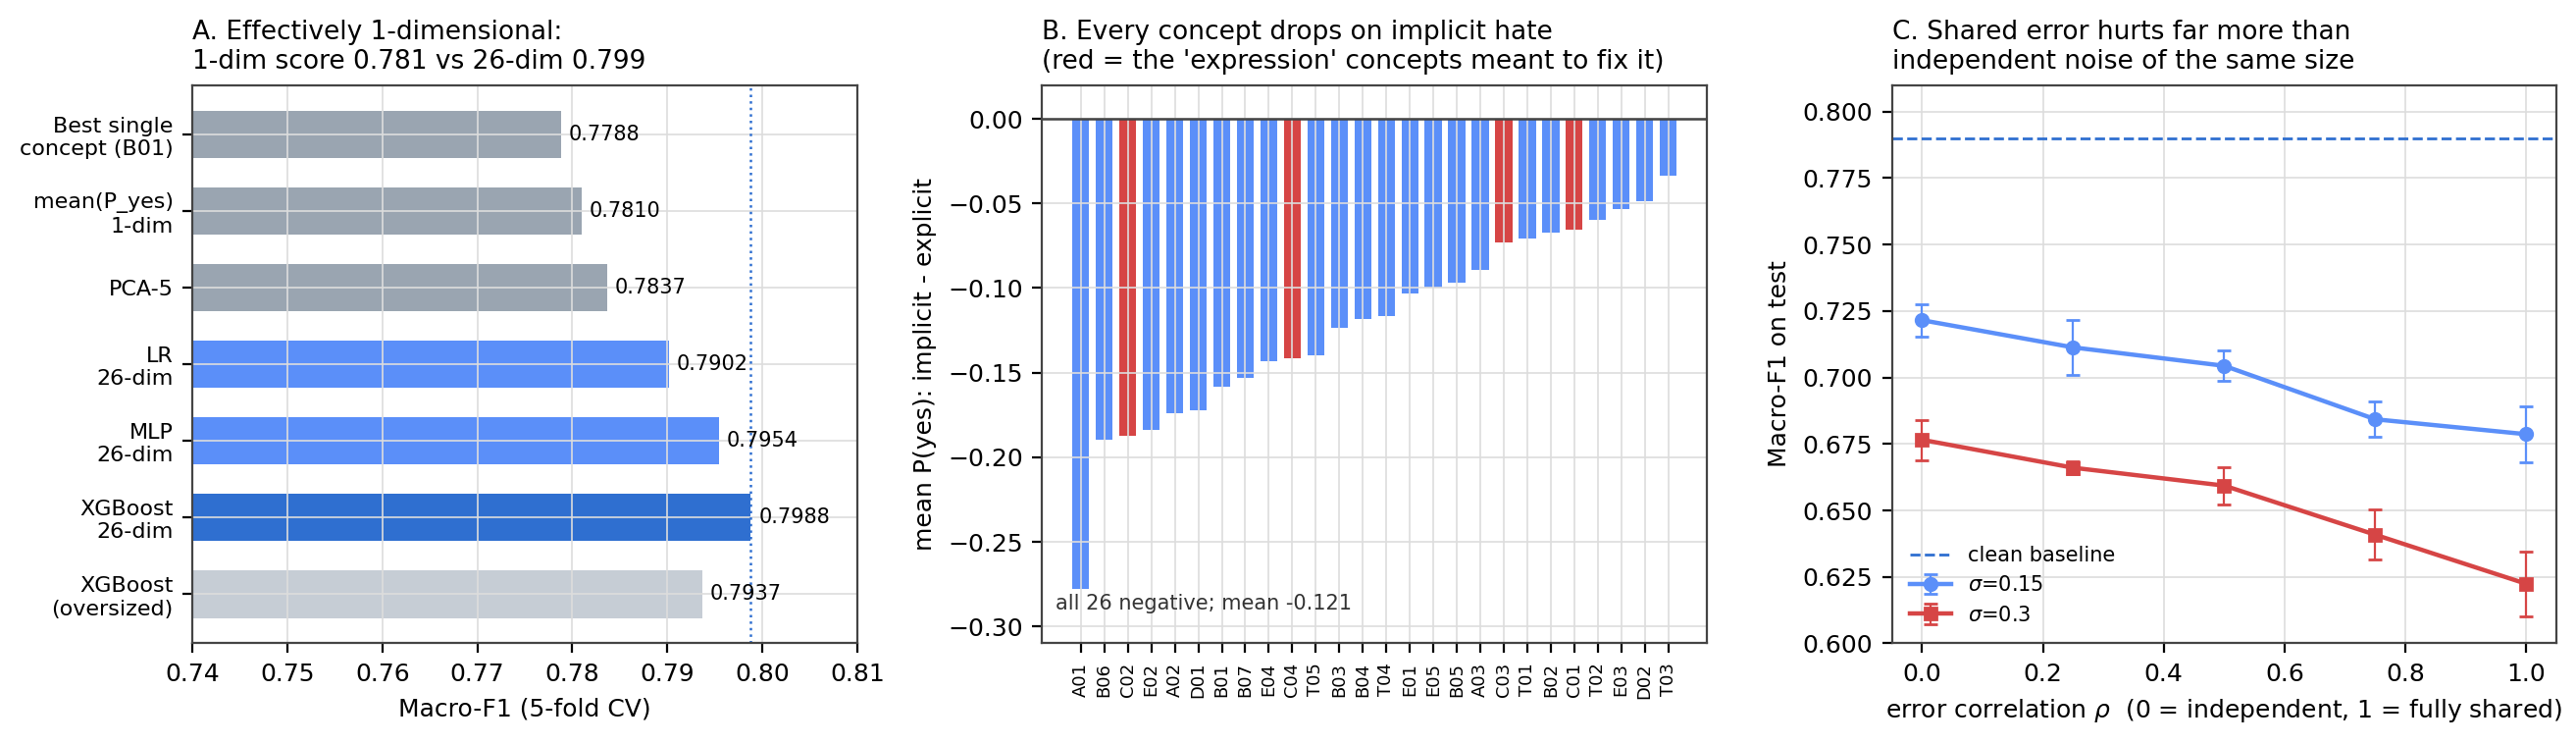 A. Effectively 1-dimensional:
1-dim score 0.781 vs 26-dim 0.799
Best single
concept (B01)
0.7788
mean(P_yes)
1-dim
0.7810
PCA-5
0.7837
LR
26-dim
0.7902
MLP
26-dim
0.7954
XGBoost
26-dim
0.7988
XGBoost
(oversized)
0.7937
0.74 0.75 0.76 0.77 0.78 0.79 0.80 0.81
Macro-F1 (5-fold CV)
B. Every concept drops on implicit hate
(red = the 'expression' concepts meant to fix it)
mean P(yes): implicit - explicit
0.00
−0.05
−0.10
−0.15
−0.20
−0.25
−0.30
all 26 negative; mean -0.121
A01 B06 C02 E02 A02 D01 B01 B07 E04 C04 T05 B03 B04 T04 E01 E05 B05 A03 C03 T01 B02 C01 T02 E03 D02 T03
C. Shared error hurts far more than
independent noise of the same size
Macro-F1 on test
0.800
0.775
0.750
0.725
0.700
0.675
0.650
0.625
0.600
clean baseline
σ=0.15
σ=0.3
0.0 0.2 0.4 0.6 0.8 1.0
error correlation ρ (0 = independent, 1 = fully shared)